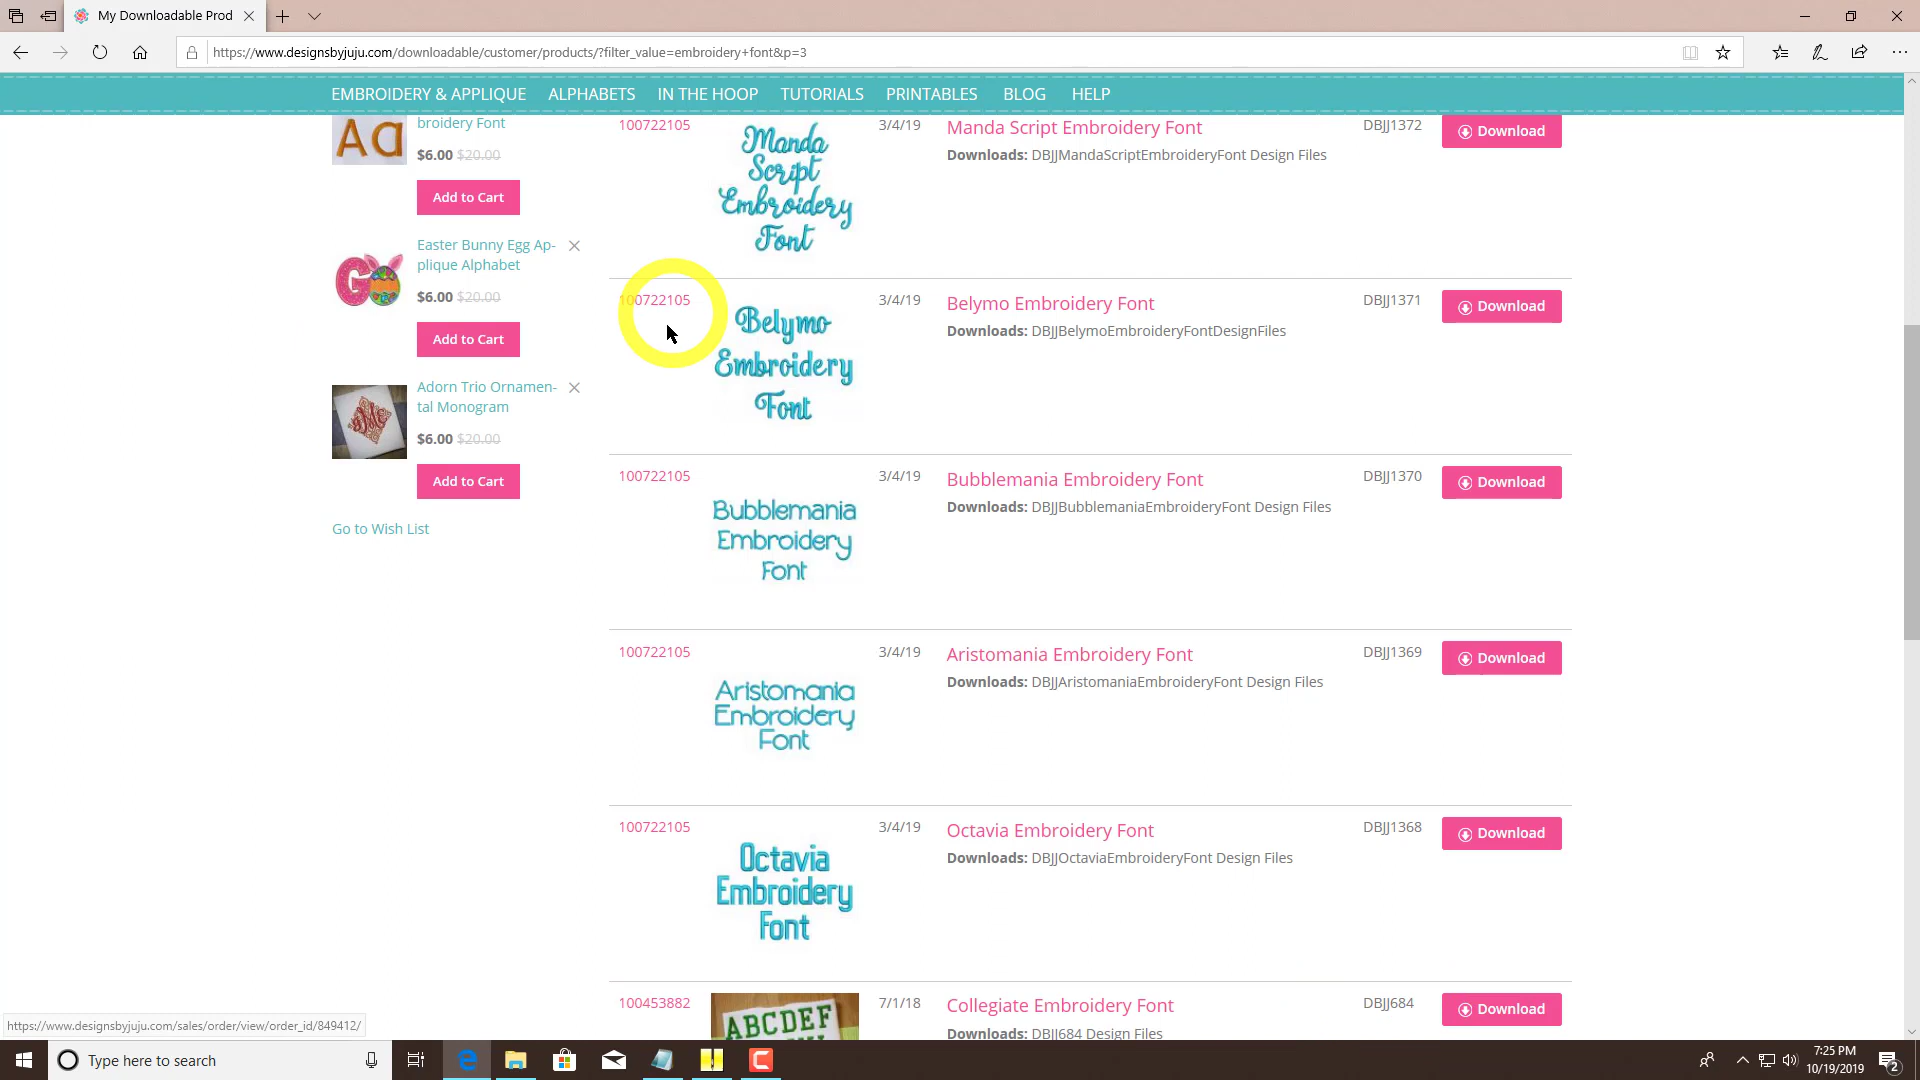 My Downloadable Prod
https://www.designsbyjuju.com/downloadable/customer/products/?filter_value=embroidery+font&p=3
EMBROIDERY & APPLIQUE ALPHABETS IN THE HOOP TUTORIALS PRINTABLES BLOG HELP
Aa
broidery Font
$6.00 $20.00
Add to Cart
Easter Bunny Egg Ap-
plique Alphabet
$6.00 $20.00
Add to Cart
Adorn Trio Ornamen-
tal Monogram
$6.00 $20.00
Add to Cart
Go to Wish List
100722105
Manda
Script
Embroidery
Font
3/4/19
Manda Script Embroidery Font
Downloads: DBJJMandaScriptEmbroideryFont Design Files
DBJJ1372
Download
100722105
Belymo
Embroidery
Font
3/4/19
Belymo Embroidery Font
Downloads: DBJJBelymoEmbroideryFontDesignFiles
DBJJ1371
Download
100722105
Bubblemania
Embroidery
Font
3/4/19
Bubblemania Embroidery Font
Downloads: DBJJBubblemaniaEmbroideryFont Design Files
DBJJ1370
Download
100722105
Aristomania
Embroidery
Font
3/4/19
Aristomania Embroidery Font
Downloads: DBJJAristomaniaEmbroideryFont Design Files
DBJJ1369
Download
100722105
Octavia
Embroidery
Font
3/4/19
Octavia Embroidery Font
Downloads: DBJJOctaviaEmbroideryFont Design Files
DBJJ1368
Download
100453882
ABCDEF
7/1/18
Collegiate Embroidery Font
Downloads: DBJJ684 Design Files
DBJJ684
Download
https://www.designsbyjuju.com/sales/order/view/order_id/849412/
Type here to search
7:25 PM
10/19/2019
2